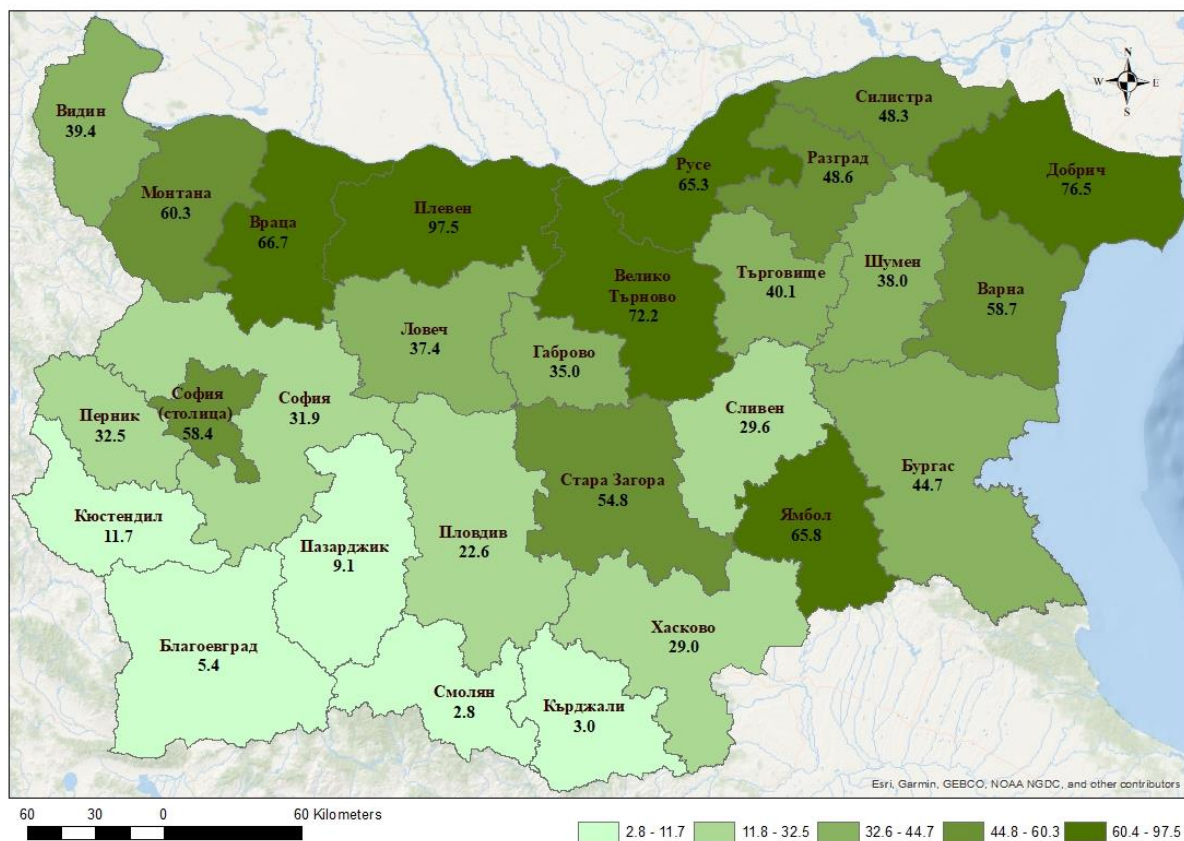 N
W
E
S
Видин
39.4
Монтана
60.3
Враца
66.7
Плевен
97.5
Велико
Търново
72.2
Русе
65.3
Силистра
48.3
Разград
48.6
Добрич
76.5
Търговище
40.1
Шумен
38.0
Варна
58.7
Ловеч
37.4
Габрово
35.0
София
(столица)
58.4
София
31.9
Перник
32.5
Кюстендил
11.7
Пазарджик
9.1
Пловдив
22.6
Стара Загора
54.8
Сливен
29.6
Ямбол
65.8
Бургас
44.7
Благоевград
5.4
Смолян
2.8
Кърджали
3.0
Хасково
29.0
Esri, Garmin, GEBCO, NOAA NGDC, and other contributors
60 30 0 60 Kilometers
2.8 - 11.7
11.8 - 32.5
32.6 - 44.7
44.8 - 60.3
60.4 - 97.5